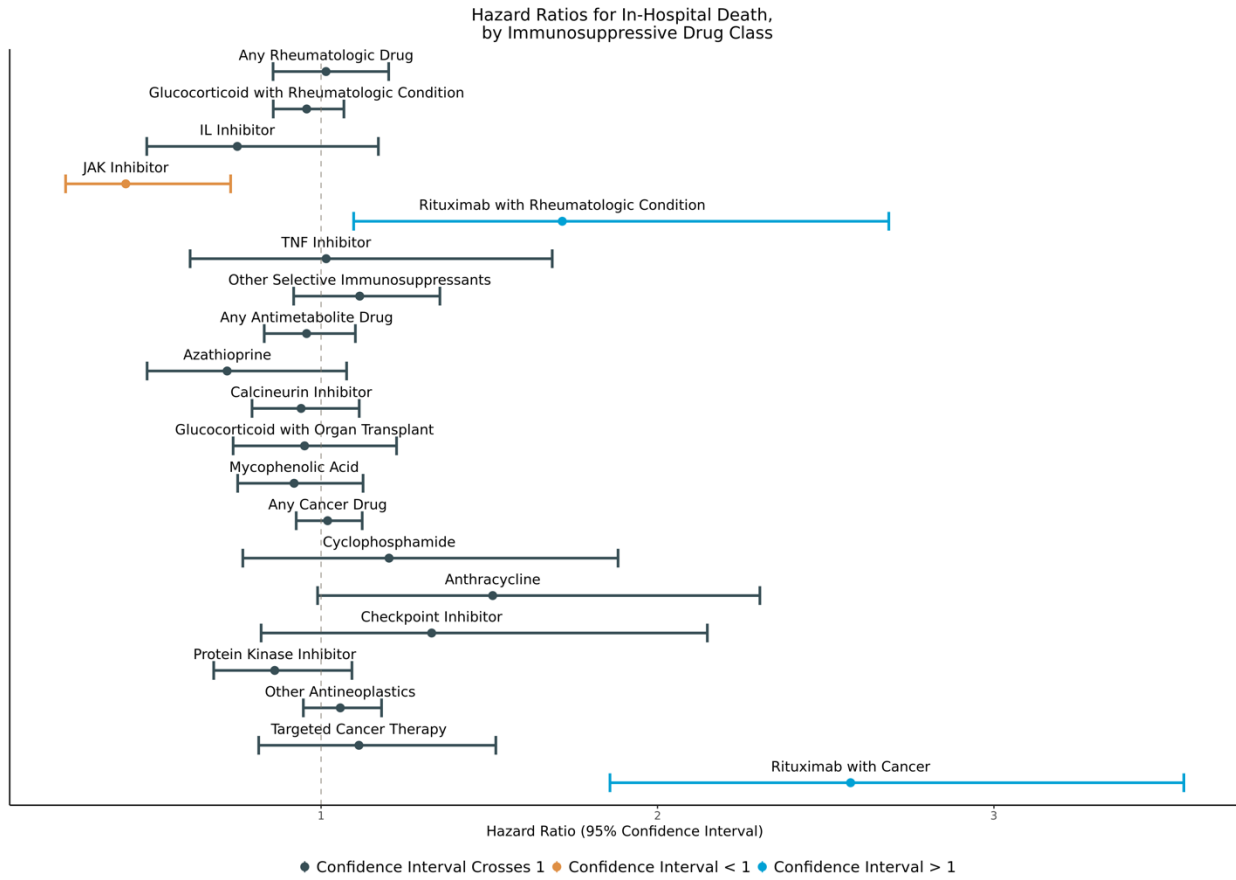 Hazard Ratios for In-Hospital Death,
by Immunosuppressive Drug Class
Any Rheumatologic Drug
Glucocorticoid with Rheumatologic Condition
IL Inhibitor
JAK Inhibitor
Rituximab with Rheumatologic Condition
TNF Inhibitor
Other Selective Immunosuppressants
Any Antimetabolite Drug
Azathioprine
Calcineurin Inhibitor
Glucocorticoid with Organ Transplant
Mycophenolic Acid
Any Cancer Drug
Cyclophosphamide
Anthracycline
Checkpoint Inhibitor
Protein Kinase Inhibitor
Other Antineoplastics
Targeted Cancer Therapy
Rituximab with Cancer
1 2 3
Hazard Ratio (95% Confidence Interval)
Confidence Interval Crosses 1 Confidence Interval < 1 Confidence Interval > 1